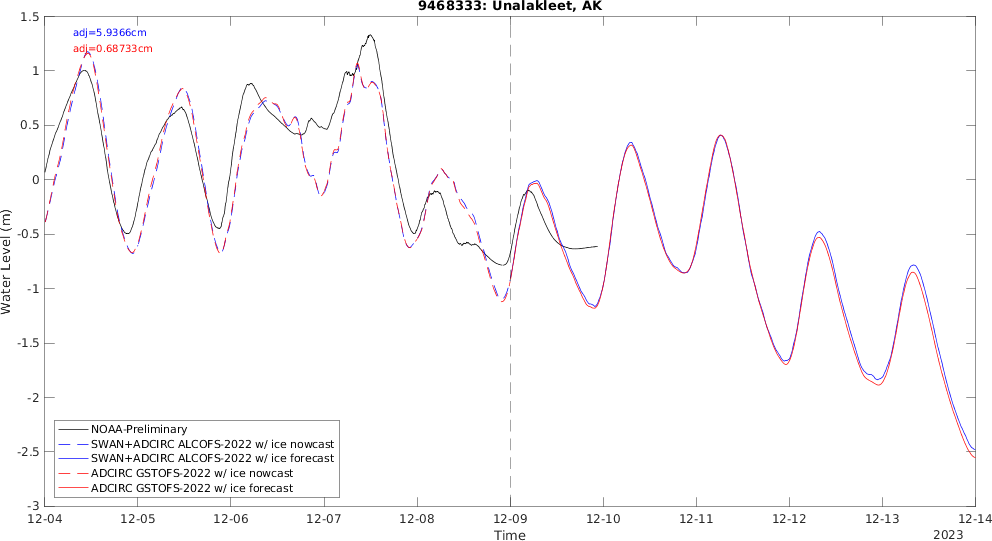 9468333: Unalakleet, AK
adj=5.9366cm
adj=0.68733cm
1.5
1
0.5
0
-0.5
-1
-1.5
-2
-2.5
-3
Water Level (m)
NOAA-Preliminary
SWAN+ADCIRC ALCOFS-2022 w/ ice nowcast
SWAN+ADCIRC ALCOFS-2022 w/ ice forecast
ADCIRC GSTOFS-2022 w/ ice nowcast
ADCIRC GSTOFS-2022 w/ ice forecast
12-04 12-05 12-06 12-07 12-08 12-09 12-10 12-11 12-12 12-13 12-14
Time
2023